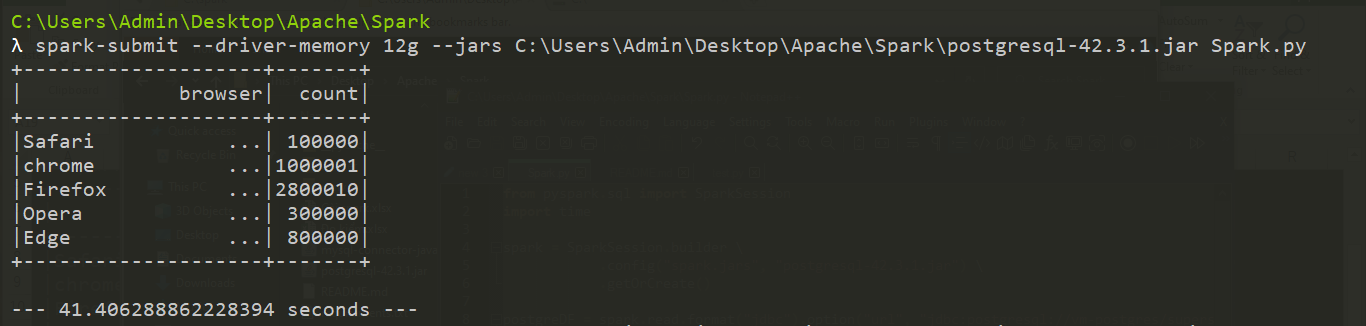 C:\Users\Admin\Desktop\Apache\Spark
λ spark-submit --driver-memory 12g --jars C:\Users\Admin\Desktop\Apache\Spark\postgresql-42.3.1.jar Spark.py
+--------------------+-------+
|             browser|  count|
+--------------------+-------+
|Safari           ...| 100000|
|chrome           ...|1000001|
|Firefox          ...|2800010|
|Opera            ...| 300000|
|Edge             ...| 800000|
+--------------------+-------+
--- 41.406288862228394 seconds ---